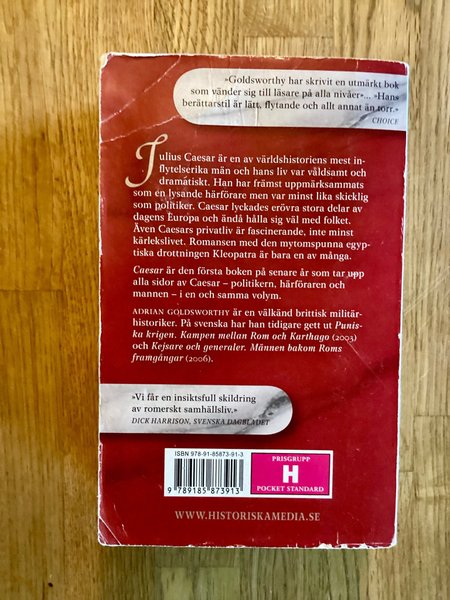 »Goldsworthy har skrivit en utmärkt bok
som vänder sig till läsare på alla nivåer»... »Hans
berättarstil är lätt, flytande och allt annat än torr.»
CHOICE
Julius Caesar är en av världshistoriens mest in-
flytelserika män och hans liv var våldsamt och
dramatiskt. Han har främst uppmärksammats
som en lysande härförare men var minst lika skicklig
som politiker. Caesar lyckades erövra stora delar av
dagens Europa och ändå hålla sig väl med folket.
Även Caesars privatliv är fascinerande, inte minst
kärlekslivet. Romansen med den mytomspunna egyp-
tiska drottningen Kleopatra är bara en av många.
Caesar är den första boken på senare år som tar upp
alla sidor av Caesar – politikern, härföraren och
mannen – i en och samma volym.
ADRIAN GOLDSWORTHY är en välkänd brittisk militär-
historiker. På svenska har han tidigare gett ut Punis-
ka krigen. Kampen mellan Rom och Karthago (2003)
och Kejsare och generaler. Männen bakom Roms
framgångar (2006).
»Vi får en insiktsfull skildring
av romerskt samhällsliv.»
DICK HARRISON, SVENSKA DAGBLADET
ISBN 978-91-85873-91-3
9 789185 873913
PRISGRUPP
H
POCKET STANDARD
WWW.HISTORISKAMEDIA.SE